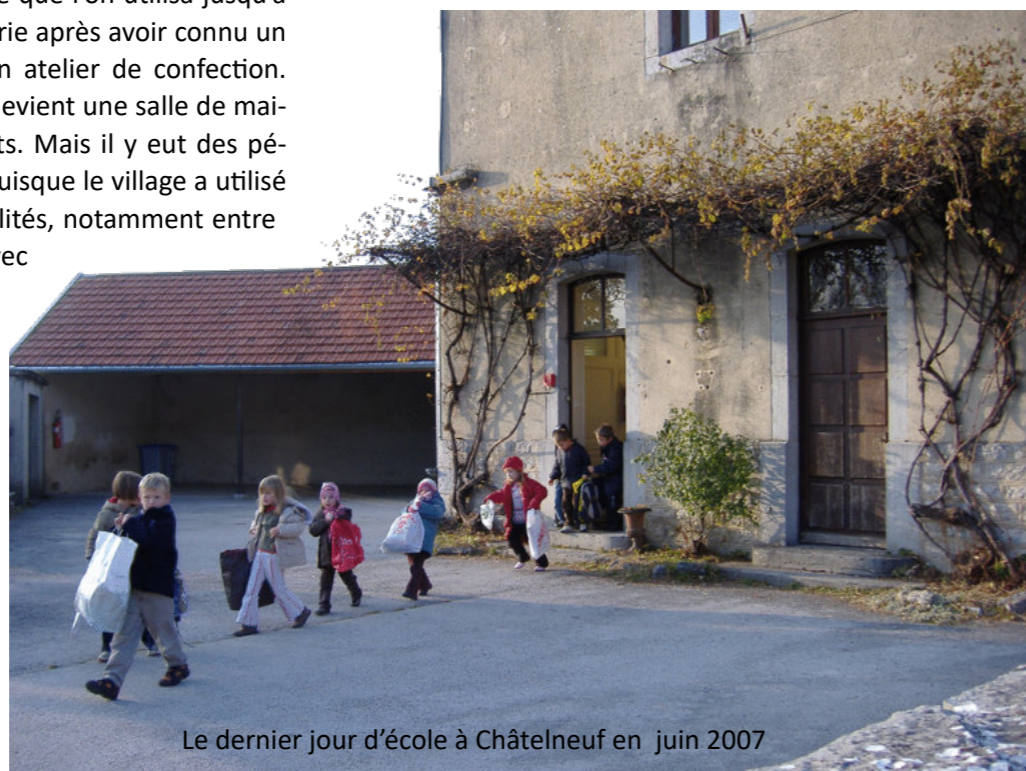 que l'on utilisa jusqu'à
rie après avoir connu un
n atelier de confection.
evient une salle de mai-
ts. Mais il y eut des pé-
uisque le village a utilisé
lités, notamment entre
ec
Le dernier jour d'école à Châtelneuf en juin 2007